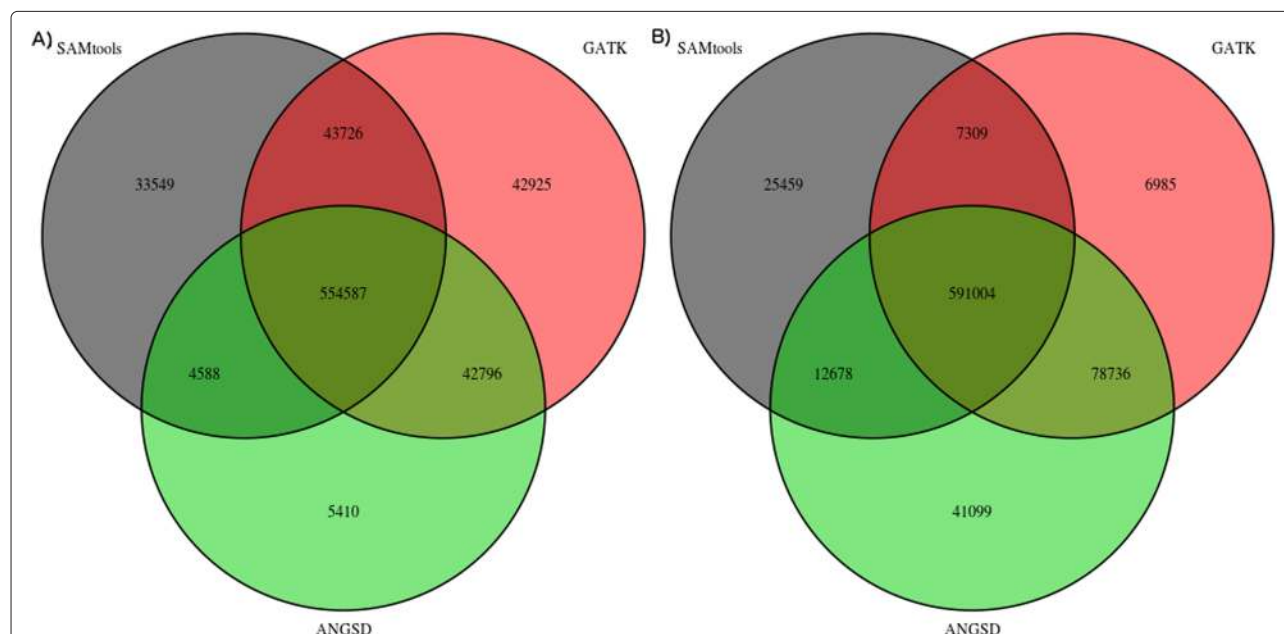 A)
SAMtools
GATK
43726
33549
42925
554587
4588
42796
5410
ANGSD
B)
SAMtools
GATK
7309
25459
6985
591004
12678
78736
41099
ANGSD